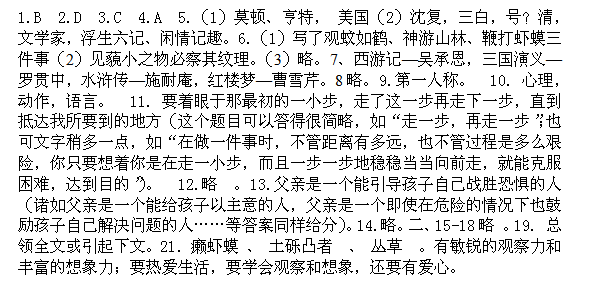 1.B 2.D 3.C 4.A 5.（1）莫顿、亨特， 美国（2）沈复，三白，号？清，
文学家，浮生六记、闲情记趣。6.（1）写了观蚊如鹤、神游山林、鞭打虾蟆三
件事（2）见藐小之物必察其纹理。（3）略。7、西游记—吴承恩，三国演义—
罗贯中，水浒传—施耐庵，红楼梦—曹雪芹。8略。9.第一人称。 10. 心理，
动作，语言。 11. 要着眼于那最初的一小步，走了这一步再走下一步，直到
抵达我所要到的地方（这个题目可以答得很简略，如“走一步，再走一步”；也
可文字稍多一点，如“在做一件事时，不管距离有多远，也不管过程是多么艰
险，你只要想着你是在走一小步，而且一步一步地稳稳当当向前走，就能克服
困难，达到目的”）。 12.略 。13.父亲是一个能引导孩子自己战胜恐惧的人
（诸如父亲是一个能给孩子以主意的人，父亲是一个即使在危险的情况下也鼓
励孩子自己解决问题的人……等答案同样给分）。14.略。二、15-18略 。19. 总
领全文或引起下文。21. 癞虾蟆 、 土砾凸者 、 丛草 。有敏锐的观察力和
丰富的想象力；要热爱生活，要学会观察和想象，还要有爱心。